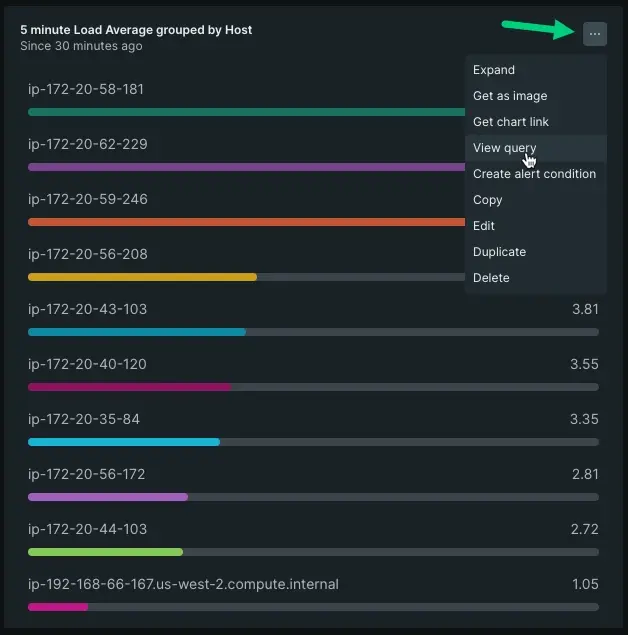 5 minute Load Average grouped by Host
Since 30 minutes ago
...
ip-172-20-58-181
ip-172-20-62-229
ip-172-20-59-246
ip-172-20-56-208
ip-172-20-43-103 3.81
ip-172-20-40-120 3.55
ip-172-20-35-84 3.35
ip-172-20-56-172 2.81
ip-172-20-44-103 2.72
ip-192-168-66-167.us-west-2.compute.internal 1.05
Expand
Get as image
Get chart link
View query
Create alert condition
Copy
Edit
Duplicate
Delete